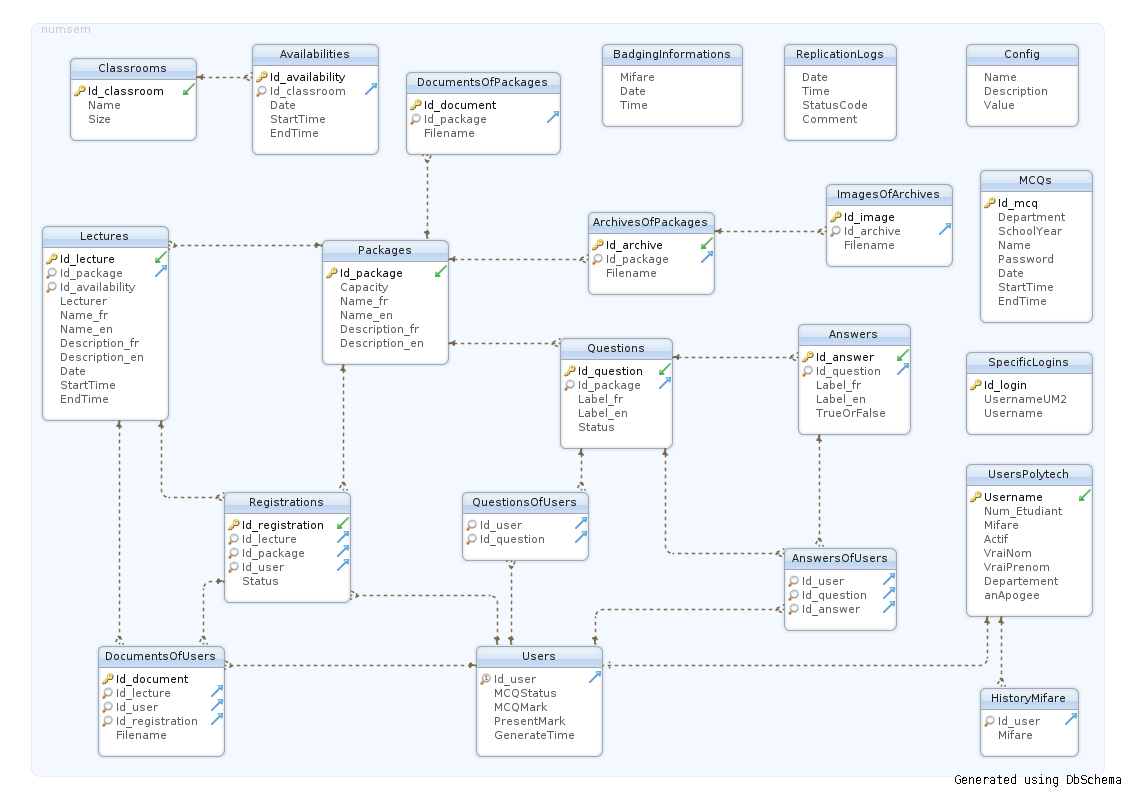 numsem
Classrooms
Id_classroom
Name
Size
Availabilities
Id_availability
Id_classroom
Date
StartTime
EndTime
DocumentsOfPackages
Id_document
Id_package
Filename
BadgingInformations
Mifare
Date
Time
ReplicationLogs
Date
Time
StatusCode
Comment
Config
Name
Description
Value
MCQs
Id_mcq
Department
SchoolYear
Name
Password
Date
StartTime
EndTime
ImagesOfArchives
Id_image
Id_archive
Filename
ArchivesOfPackages
Id_archive
Id_package
Filename
Lectures
Id_lecture
Id_package
Id_availability
Lecturer
Name_fr
Name_en
Description_fr
Description_en
Date
StartTime
EndTime
Packages
Id_package
Capacity
Name_fr
Name_en
Description_fr
Description_en
Questions
Id_question
Id_package
Label_fr
Label_en
Status
Answers
Id_answer
Id_question
Label_fr
Label_en
TrueOrFalse
SpecificLogins
Id_login
UsernameUM2
Username
UsersPolytech
Username
Num_Etudiant
Mifare
Actif
VraiNom
VraiPrenom
Departement
anApogee
Registrations
Id_registration
Id_lecture
Id_package
Id_user
Status
QuestionsOfUsers
Id_user
Id_question
AnswersOfUsers
Id_user
Id_question
Id_answer
DocumentsOfUsers
Id_document
Id_lecture
Id_user
Id_registration
Filename
Users
Id_user
MCQStatus
MCQMark
PresentMark
GenerateTime
HistoryMifare
Id_user
Mifare
Generated using DbSchema